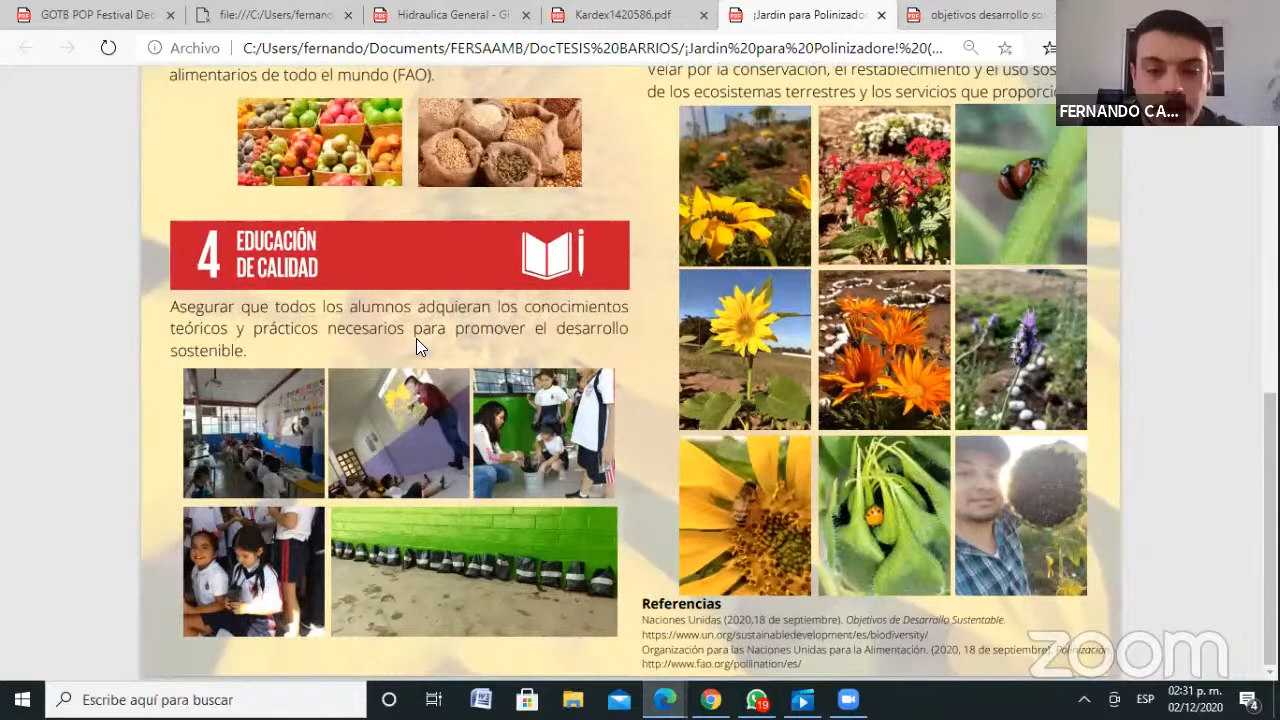 GOTB POP Festival Dec
file:///C:/Users/fernand
Hidraulica General - G
Kardex1420586.pdf
¡Jardin para Polinizado
objetivos desarrollo so
Archivo
C:/Users/fernando/Documents/FERSAAMB/DocTESIS%20BARRIOS/¡Jardin%20para%20Polinizadore!%20(...
FERNANDO CA...
alimentarios de todo el mundo (FAO).
4 EDUCACIÓN
DE CALIDAD
Asegurar que todos los alumnos adquieran los conocimientos
teóricos y prácticos necesarios para promover el desarrollo
sostenible.
Velar por la conservación, el restablecimiento y el uso sos
de los ecosistemas terrestres y los servicios que proporci
Referencias
Naciones Unidas (2020,18 de septiembre). Objetivos de Desarrollo Sustentable.
https://www.un.org/sustainabledevelopment/es/biodiversity/
Organización para las Naciones Unidas para la Alimentación. (2020, 18 de septiembre). Polinización.
http://www.fao.org/pollination/es/
zoom
Escribe aquí para buscar
19
ESP
02:31 p. m.
02/12/2020
4